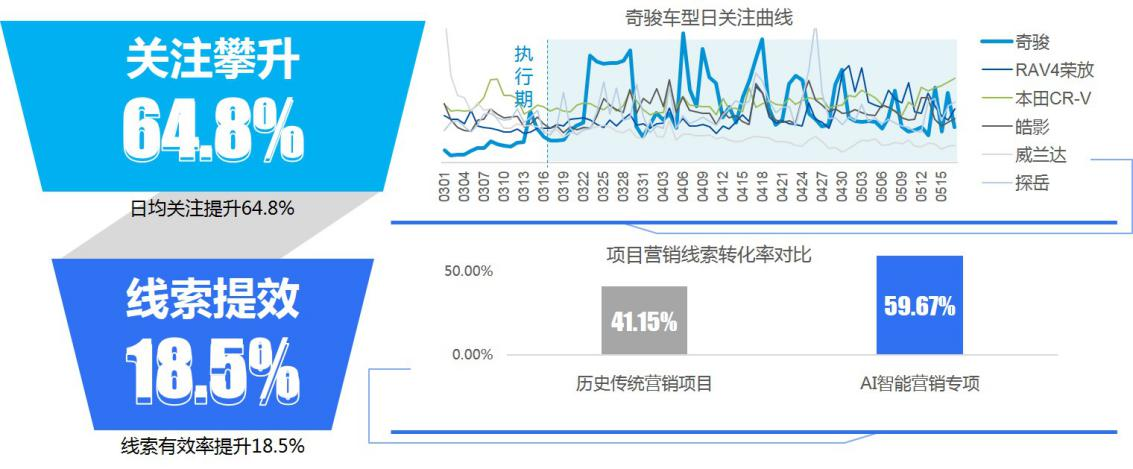 关注攀升
64.8%
日均关注提升64.8%
线索提效
18.5%
线索有效率提升18.5%
奇骏车型日关注曲线
执行期
奇骏
RAV4荣放
本田CR-V
皓影
威兰达
探岳
0301 0304 0307 0310 0313 0316 0319 0322 0325 0328 0331 0403 0406 0409 0412 0415 0418 0421 0424 0427 0430 0503 0506 0509 0512 0515
项目营销线索转化率对比
50.00%
0.00%
41.15%
59.67%
历史传统营销项目
AI智能营销专项